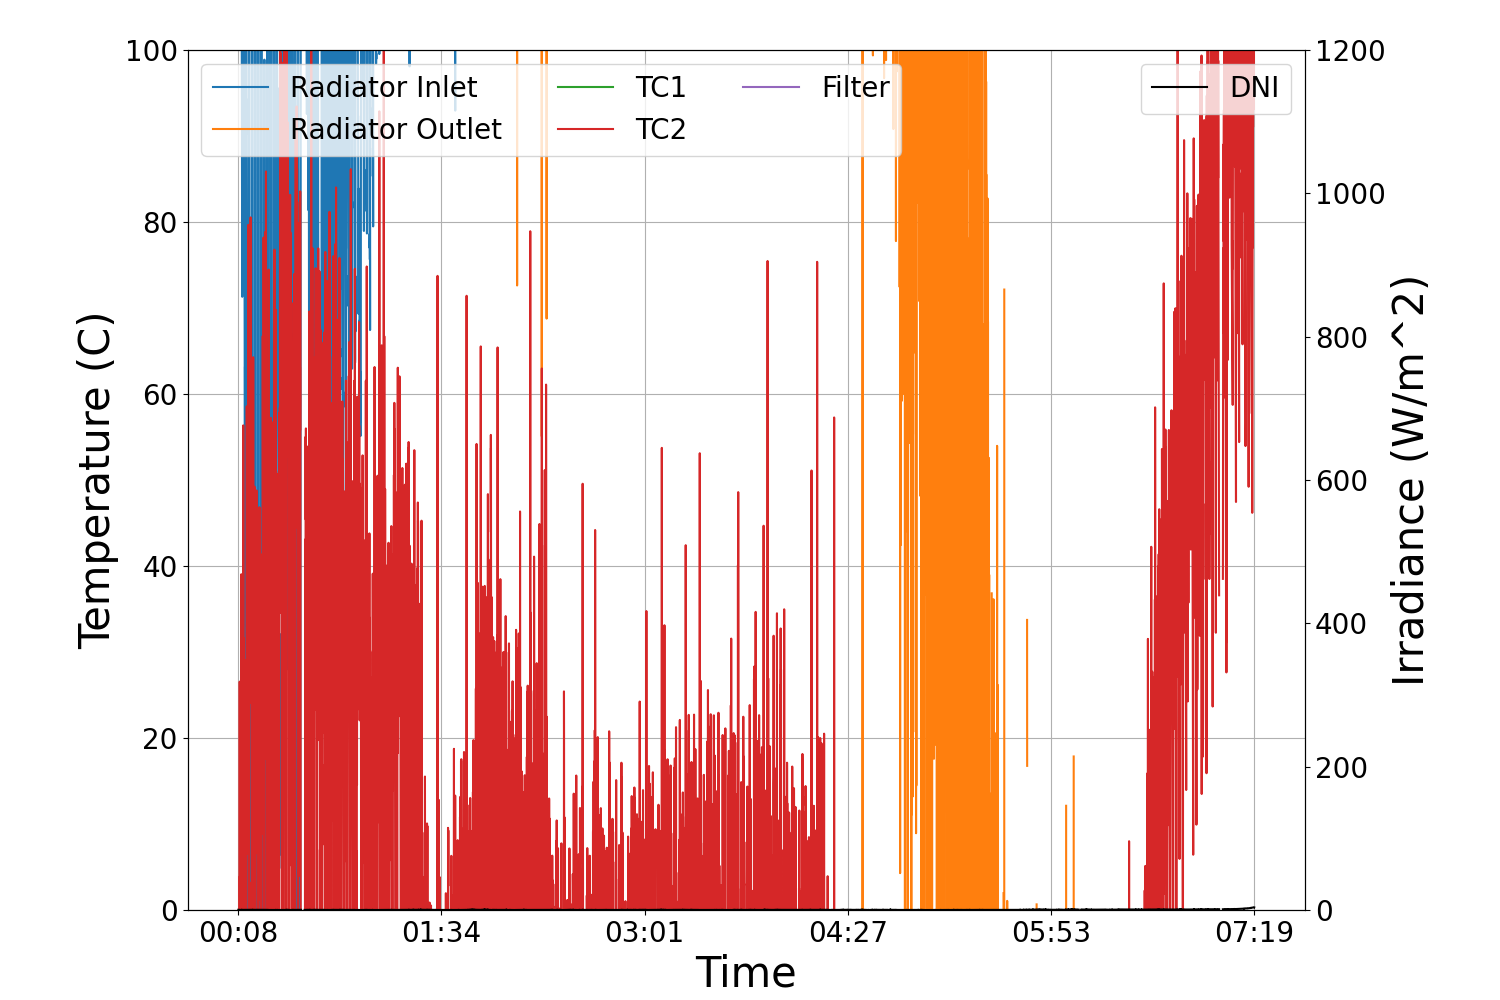 Radiator Inlet
Radiator Outlet
TC1
TC2
Filter
DNI
Temperature (C)
100
80
60
40
20
0
1200
1000
800
600
400
200
0
Irradiance (W/m^2)
00:08 01:34 03:01 04:27 05:53 07:19
Time